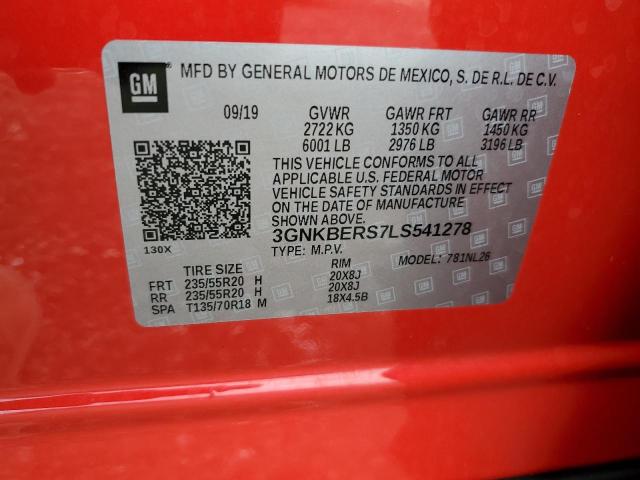 GM MFD BY GENERAL MOTORS DE MEXICO, S. DE R.L. DE C.V.
09/19 GVWR GAWR FRT GAWR RR
2722 KG 1350 KG 1450 KG
6001 LB 2976 LB 3196 LB
THIS VEHICLE CONFORMS TO ALL
APPLICABLE U.S. FEDERAL MOTOR
VEHICLE SAFETY STANDARDS IN EFFECT
ON THE DATE OF MANUFACTURE
SHOWN ABOVE.
3GNKBERS7LS541278
130X TYPE: M.P.V. MODEL: 781NL26
TIRE SIZE RIM
FRT 235/55R20 H 20X8J
RR 235/55R20 H 20X8J
SPA T135/70R18 M 18X4.5B